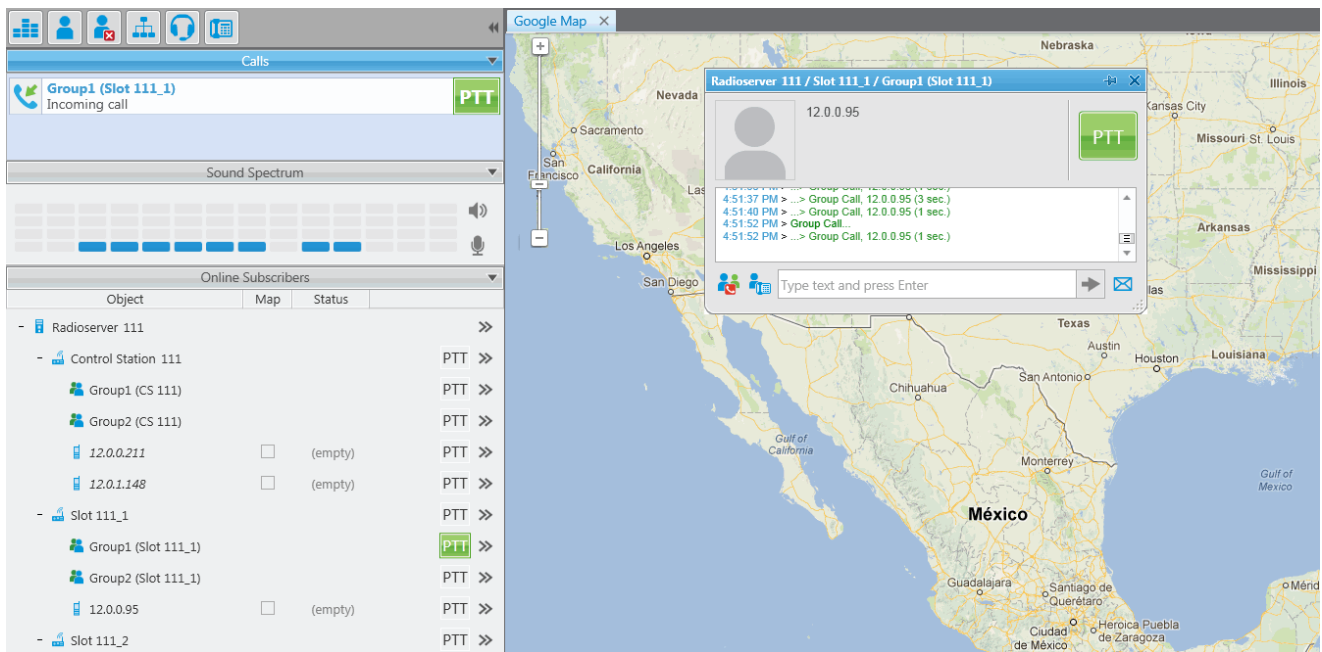 Calls
Group1 (Slot 111_1)
Incoming call
PTT
Sound Spectrum
Online Subscribers
Object Map Status
- Radioserver 111
- Control Station 111 PTT
Group1 (CS 111) PTT
Group2 (CS 111) PTT
12.0.0.211 (empty) PTT
12.0.1.148 (empty) PTT
- Slot 111_1 PTT
Group1 (Slot 111_1) PTT
Group2 (Slot 111_1) PTT
12.0.0.95 (empty) PTT
- Slot 111_2 PTT
Google Map
Radioserver 111 / Slot 111_1 / Group1 (Slot 111_1)
12.0.0.95
PTT
4:51:37 PM > ...> Group Call, 12.0.0.95 (3 sec.)
4:51:40 PM > ...> Group Call, 12.0.0.95 (1 sec.)
4:51:52 PM > Group Call...
4:51:52 PM > ...> Group Call, 12.0.0.95 (1 sec.)
Type text and press Enter
Nebraska
Nevada
Illinois
Kansas City
Sacramento
Missouri St. Louis
San
Francisco
California
Las
Arkansas
Los Angeles
Mississippi
San Diego
las
Texas
Austin
Houston
Louisiana
San Antonio
Chihuahua
Gulf of
California
Monterrey
Gulf of
Mexico
México
Guadalajara
Santiago de
Querétaro
Mérid
Ciudad
de México
Heroica Puebla
de Zaragoza